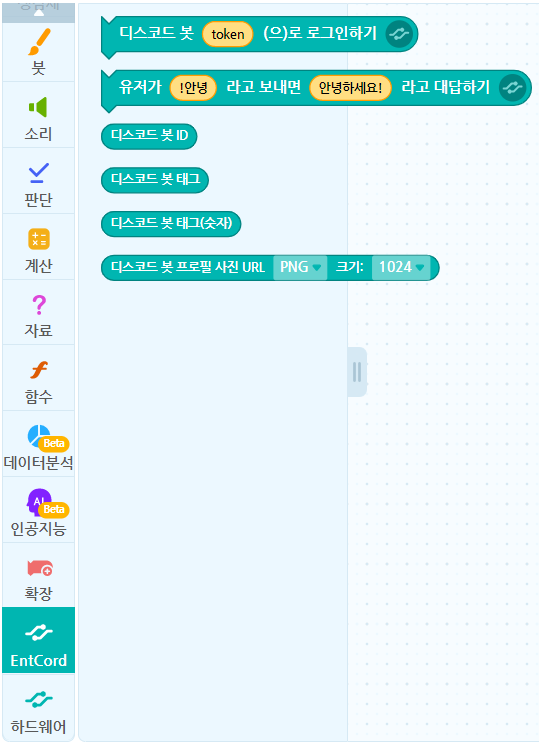 붓
소리
판단
계산
자료
함수
Beta
데이터분석
AI
Beta
인공지능
확장
EntCord
하드웨어
디스코드 봇 token (으)로 로그인하기
유저가 !안녕 라고 보내면 안녕하세요! 라고 대답하기
디스코드 봇 ID
디스코드 봇 태그
디스코드 봇 태그(숫자)
디스코드 봇 프로필 사진 URL PNG 크기: 1024